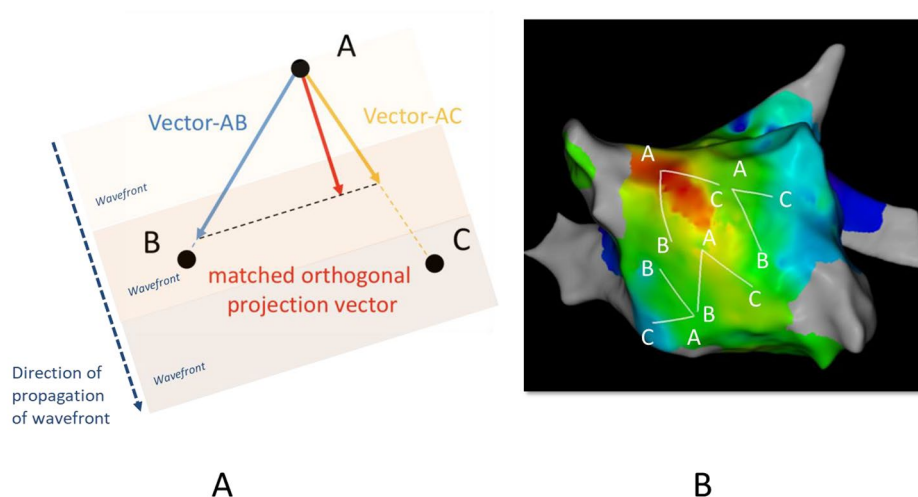 A
Vector-AB
Vector-AC
Wavefront
B
C
Wavefront
matched orthogonal
projection vector
Wavefront
Direction of
propagation
of wavefront
A
A
A
C
C
B
A
B
B
C
B
C
A
B